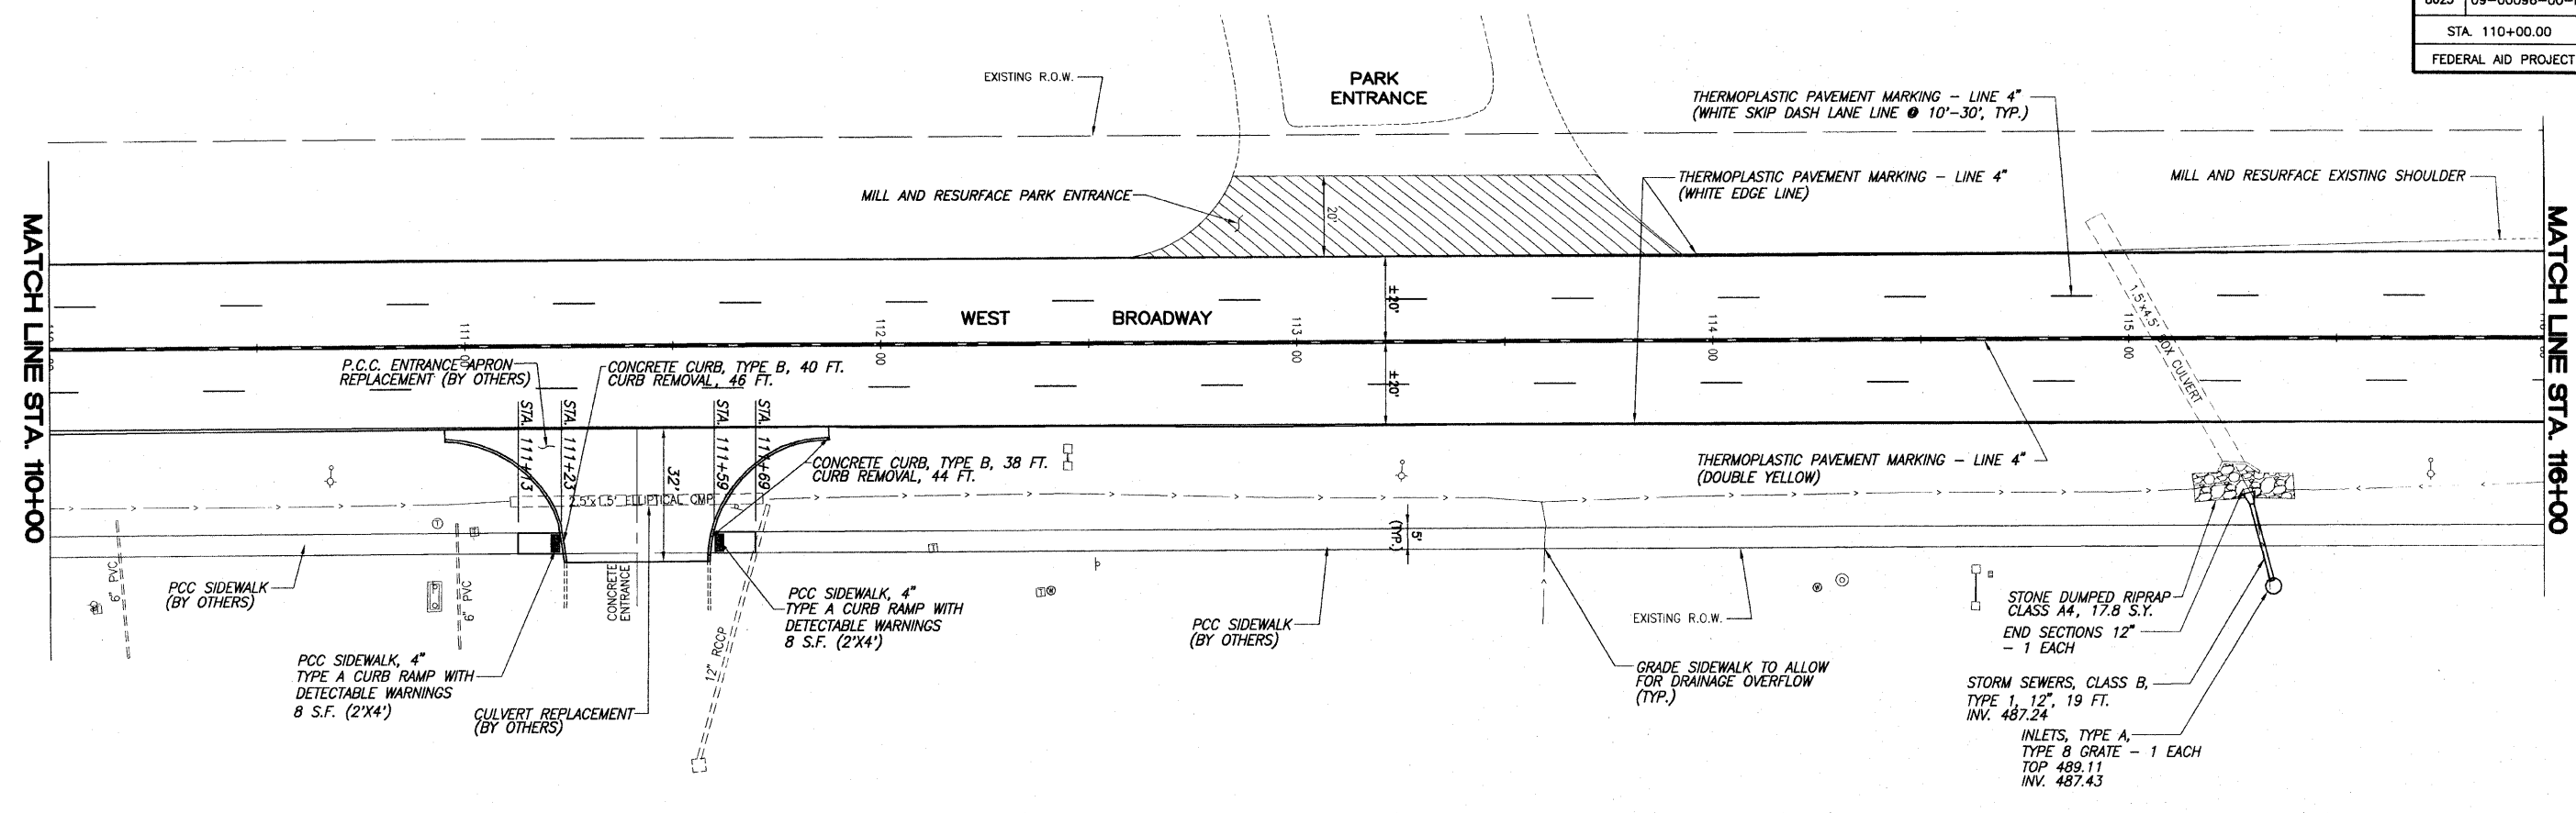 STA. 110+00.00
FEDERAL AID PROJECT
EXISTING R.O.W.
PARK
ENTRANCE
THERMOPLASTIC PAVEMENT MARKING - LINE 4"
(WHITE SKIP DASH LANE LINE @ 10'-30', TYP.)
MILL AND RESURFACE PARK ENTRANCE
20'
THERMOPLASTIC PAVEMENT MARKING - LINE 4"
(WHITE EDGE LINE)
MILL AND RESURFACE EXISTING SHOULDER
MATCH LINE STA. 110+00
MATCH LINE STA. 116+00
WEST BROADWAY
±20'
±20'
111+00
112+00
113+00
114+00
115+00
1.5'x4.5' BOX CULVERT
P.C.C. ENTRANCE APRON
REPLACEMENT (BY OTHERS)
CONCRETE CURB, TYPE B, 40 FT.
CURB REMOVAL, 46 FT.
STA. 111+13
STA. 111+23
STA. 111+59
STA. 111+69
32'
CONCRETE CURB, TYPE B, 38 FT.
CURB REMOVAL, 44 FT.
2.5'x1.5' ELLIPTICAL CMP
THERMOPLASTIC PAVEMENT MARKING - LINE 4"
(DOUBLE YELLOW)
5'
(TYP.)
PCC SIDEWALK
(BY OTHERS)
6" PVC
6" PVC
CONCRETE
ENTRANCE
12" RCCP
PCC SIDEWALK, 4"
TYPE A CURB RAMP WITH
DETECTABLE WARNINGS
8 S.F. (2'X4')
PCC SIDEWALK, 4"
TYPE A CURB RAMP WITH
DETECTABLE WARNINGS
8 S.F. (2'X4')
CULVERT REPLACEMENT
(BY OTHERS)
PCC SIDEWALK
(BY OTHERS)
EXISTING R.O.W.
GRADE SIDEWALK TO ALLOW
FOR DRAINAGE OVERFLOW
(TYP.)
STONE DUMPED RIPRAP
CLASS A4, 17.8 S.Y.
END SECTIONS 12"
- 1 EACH
STORM SEWERS, CLASS B,
TYPE 1, 12", 19 FT.
INV. 487.24
INLETS, TYPE A,
TYPE 8 GRATE - 1 EACH
TOP 489.11
INV. 487.43